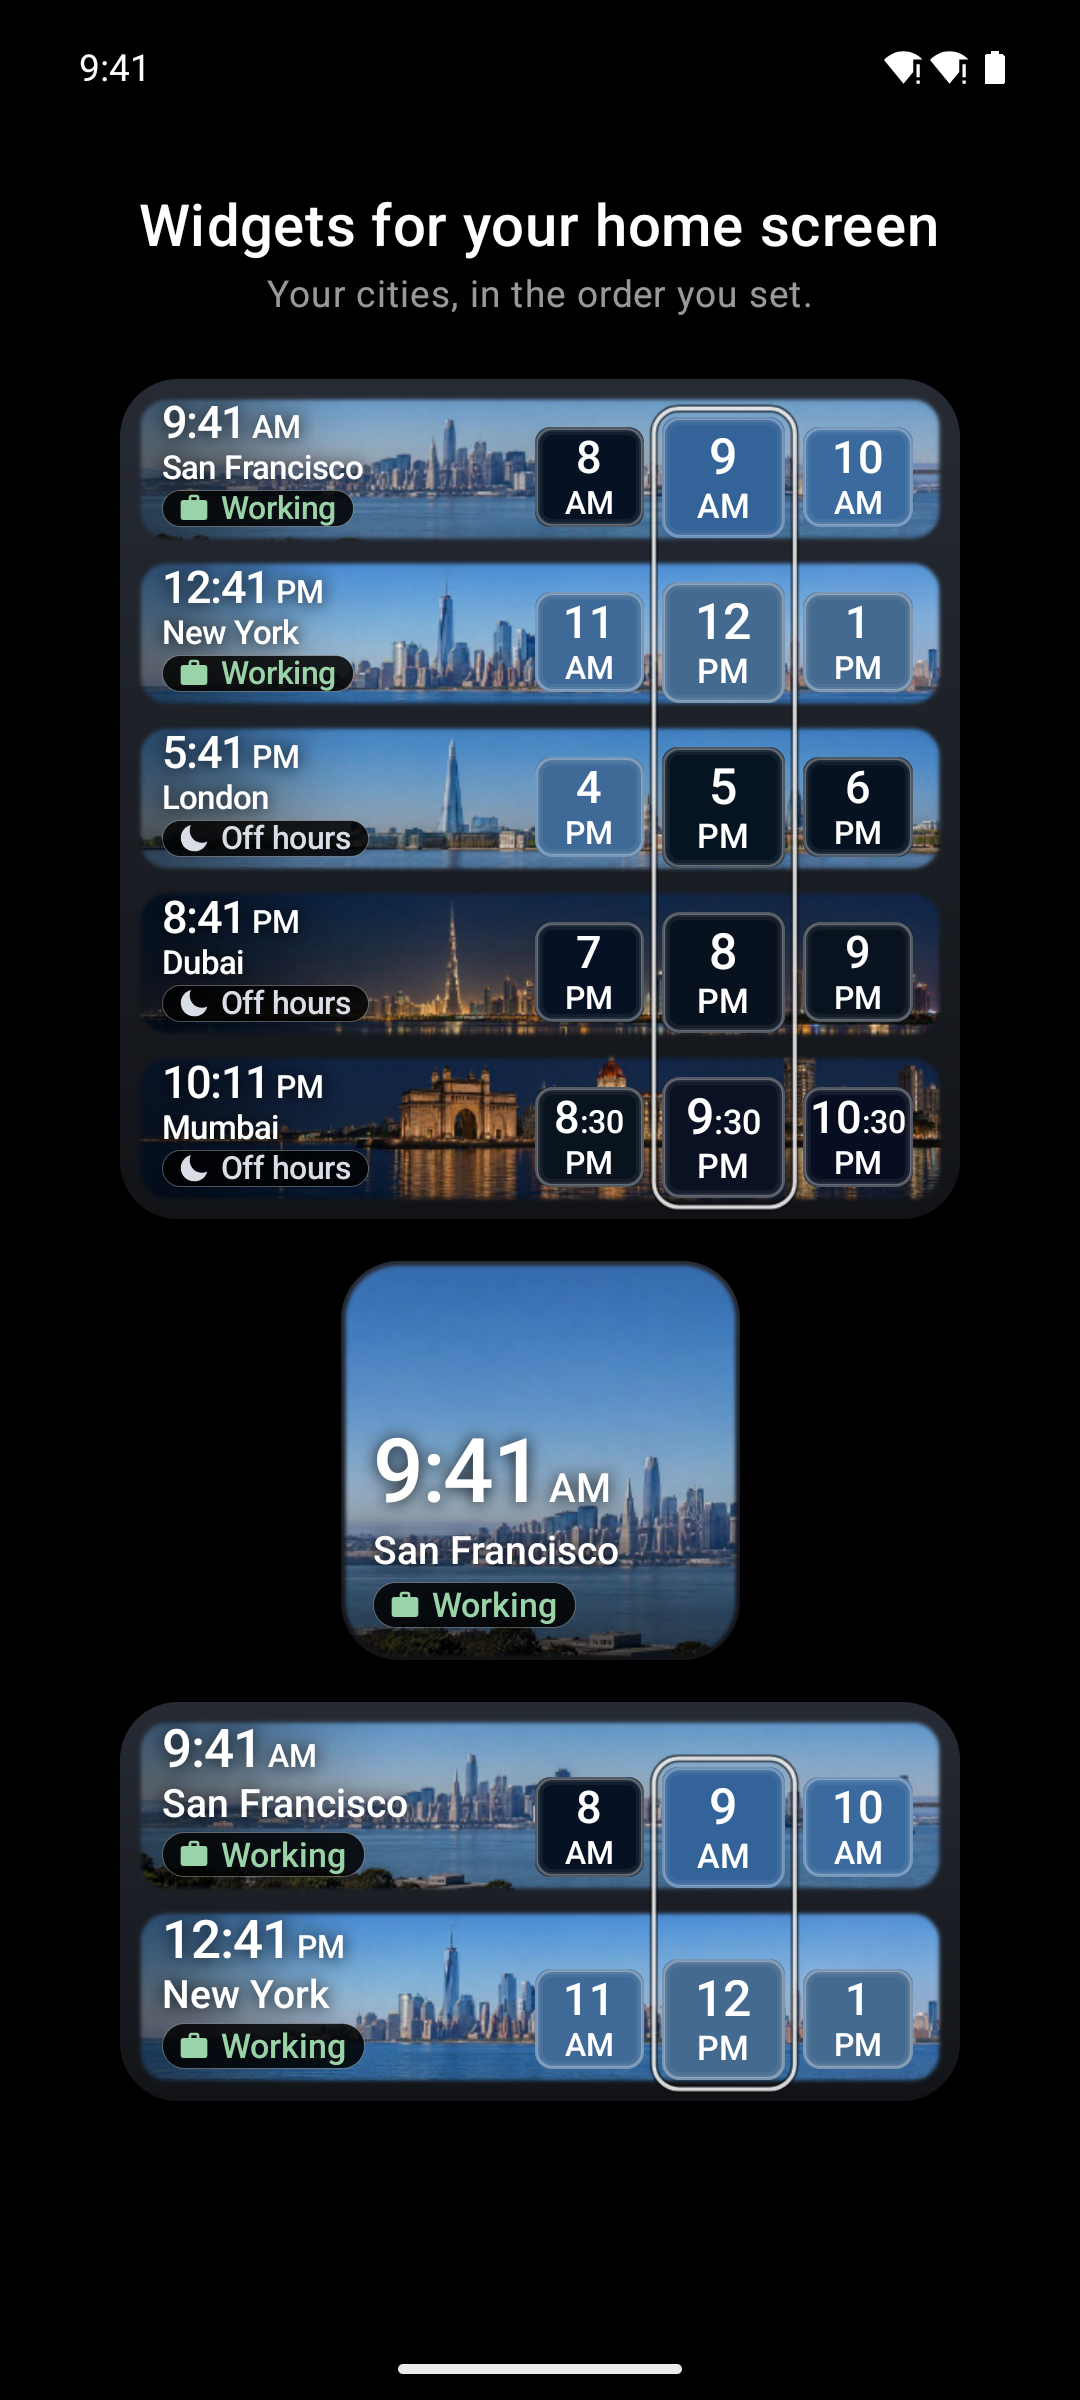 9:41
Widgets for your home screen
Your cities, in the order you set.
9:41 AM
San Francisco
Working
8 AM
9 AM
10 AM
12:41 PM
New York
Working
11 AM
12 PM
1 PM
5:41 PM
London
Off hours
4 PM
5 PM
6 PM
8:41 PM
Dubai
Off hours
7 PM
8 PM
9 PM
10:11 PM
Mumbai
Off hours
8:30 PM
9:30 PM
10:30 PM
9:41 AM
San Francisco
Working
9:41 AM
San Francisco
Working
8 AM
9 AM
10 AM
12:41 PM
New York
Working
11 AM
12 PM
1 PM